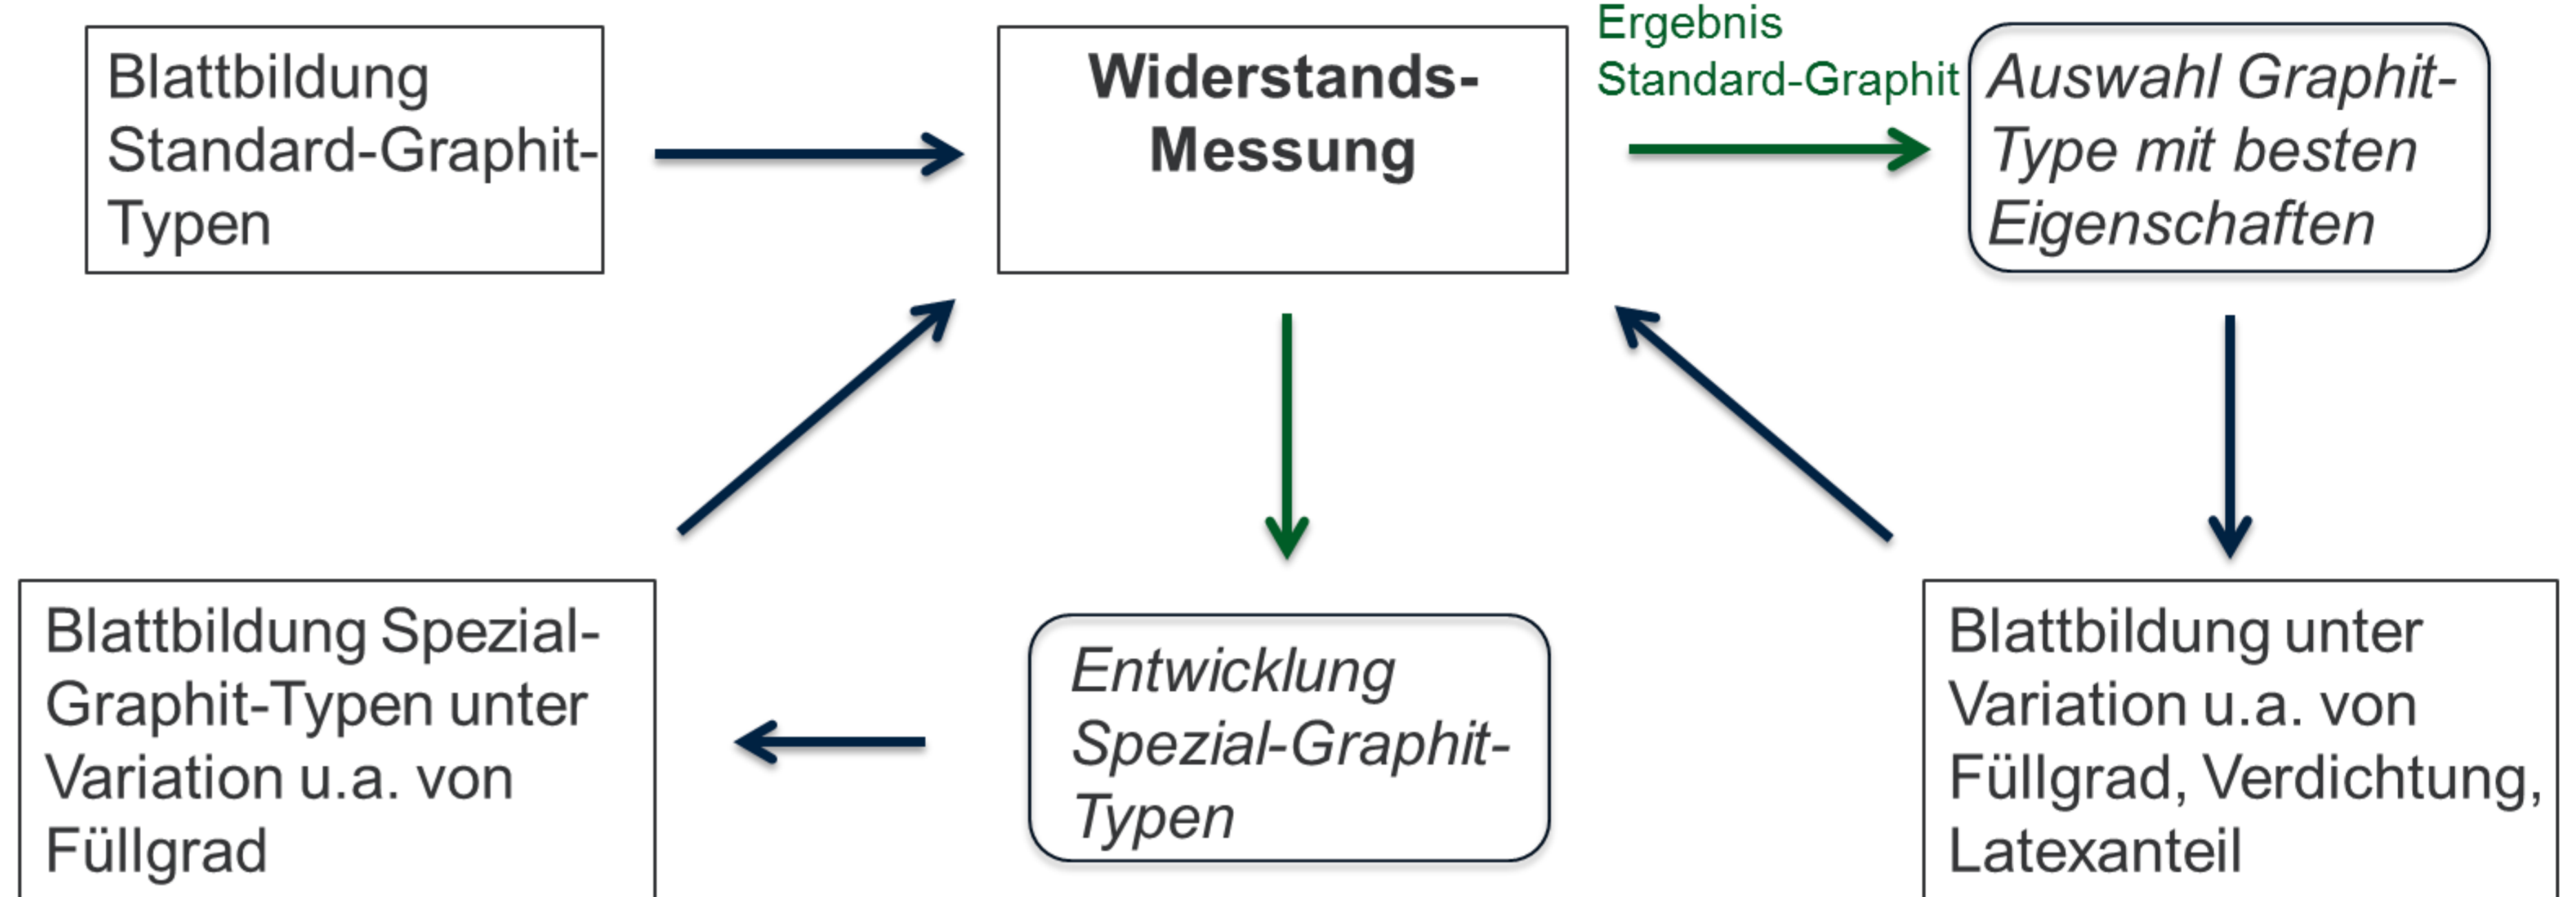 Blattbildung
Standard-Graphit-
Typen
Widerstands-
Messung
Ergebnis
Standard-Graphit
Auswahl Graphit-
Type mit besten
Eigenschaften
Blattbildung Spezial-
Graphit-Typen unter
Variation u.a. von
Füllgrad
Entwicklung
Spezial-Graphit-
Typen
Blattbildung unter
Variation u.a. von
Füllgrad, Verdichtung,
Latexanteil